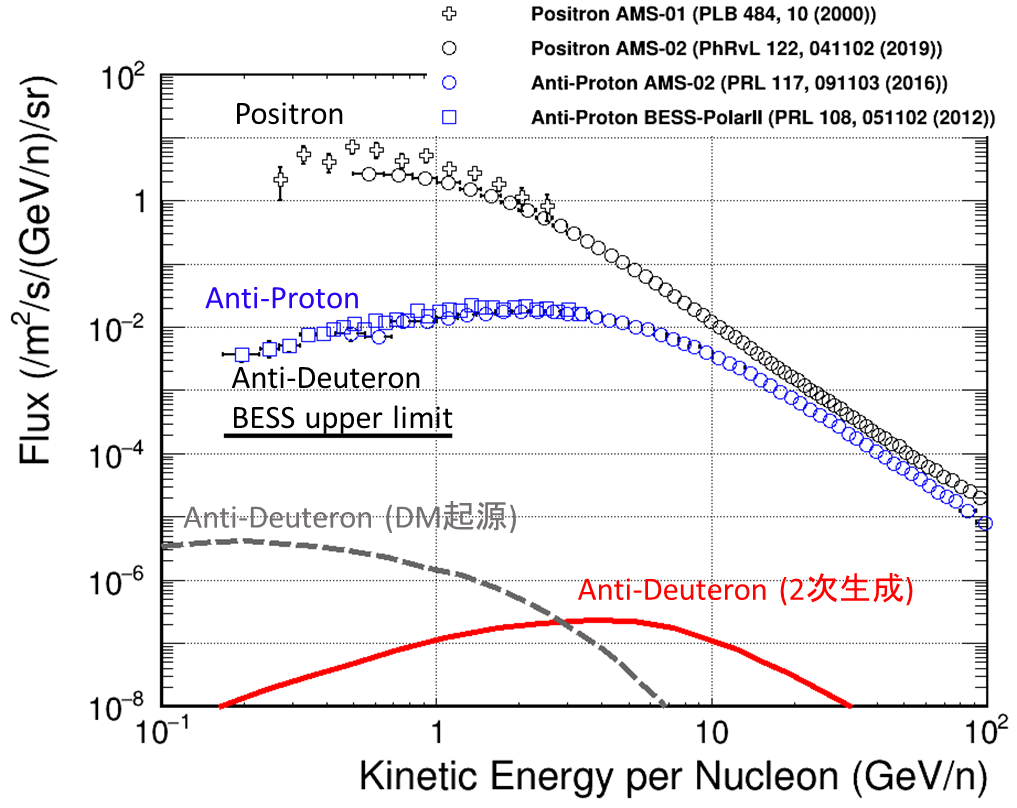 Positron AMS-01 (PLB 484, 10 (2000))
Positron AMS-02 (PhRvL 122, 041102 (2019))
Anti-Proton AMS-02 (PRL 117, 091103 (2016))
Anti-Proton BESS-PolarII (PRL 108, 051102 (2012))
Flux (/m²/s/(GeV/n)/sr)
10²
1
10⁻²
10⁻⁴
10⁻⁶
10⁻⁸
Positron
Anti-Proton
Anti-Deuteron
BESS upper limit
Anti-Deuteron (DM起源)
Anti-Deuteron (2次生成)
10⁻¹ 1 10 10²
Kinetic Energy per Nucleon (GeV/n)